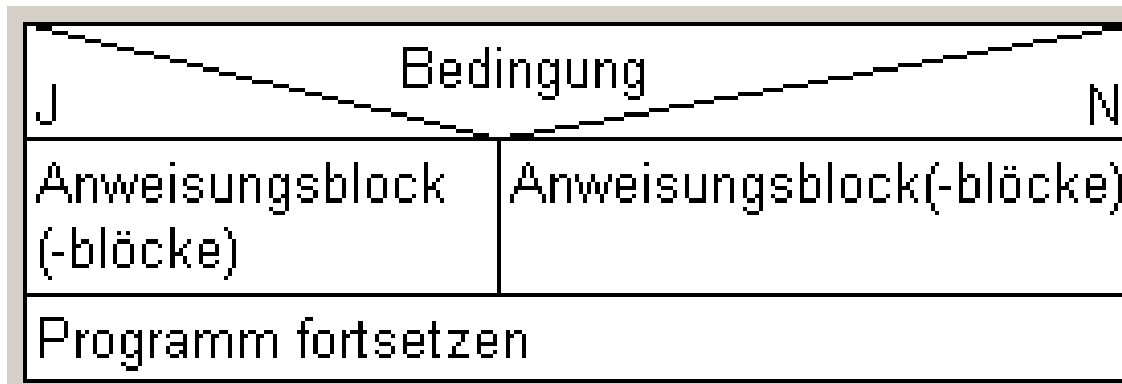 Bedingung
J N
Anweisungsblock
(-blöcke)
Anweisungsblock(-blöcke)
Programm fortsetzen